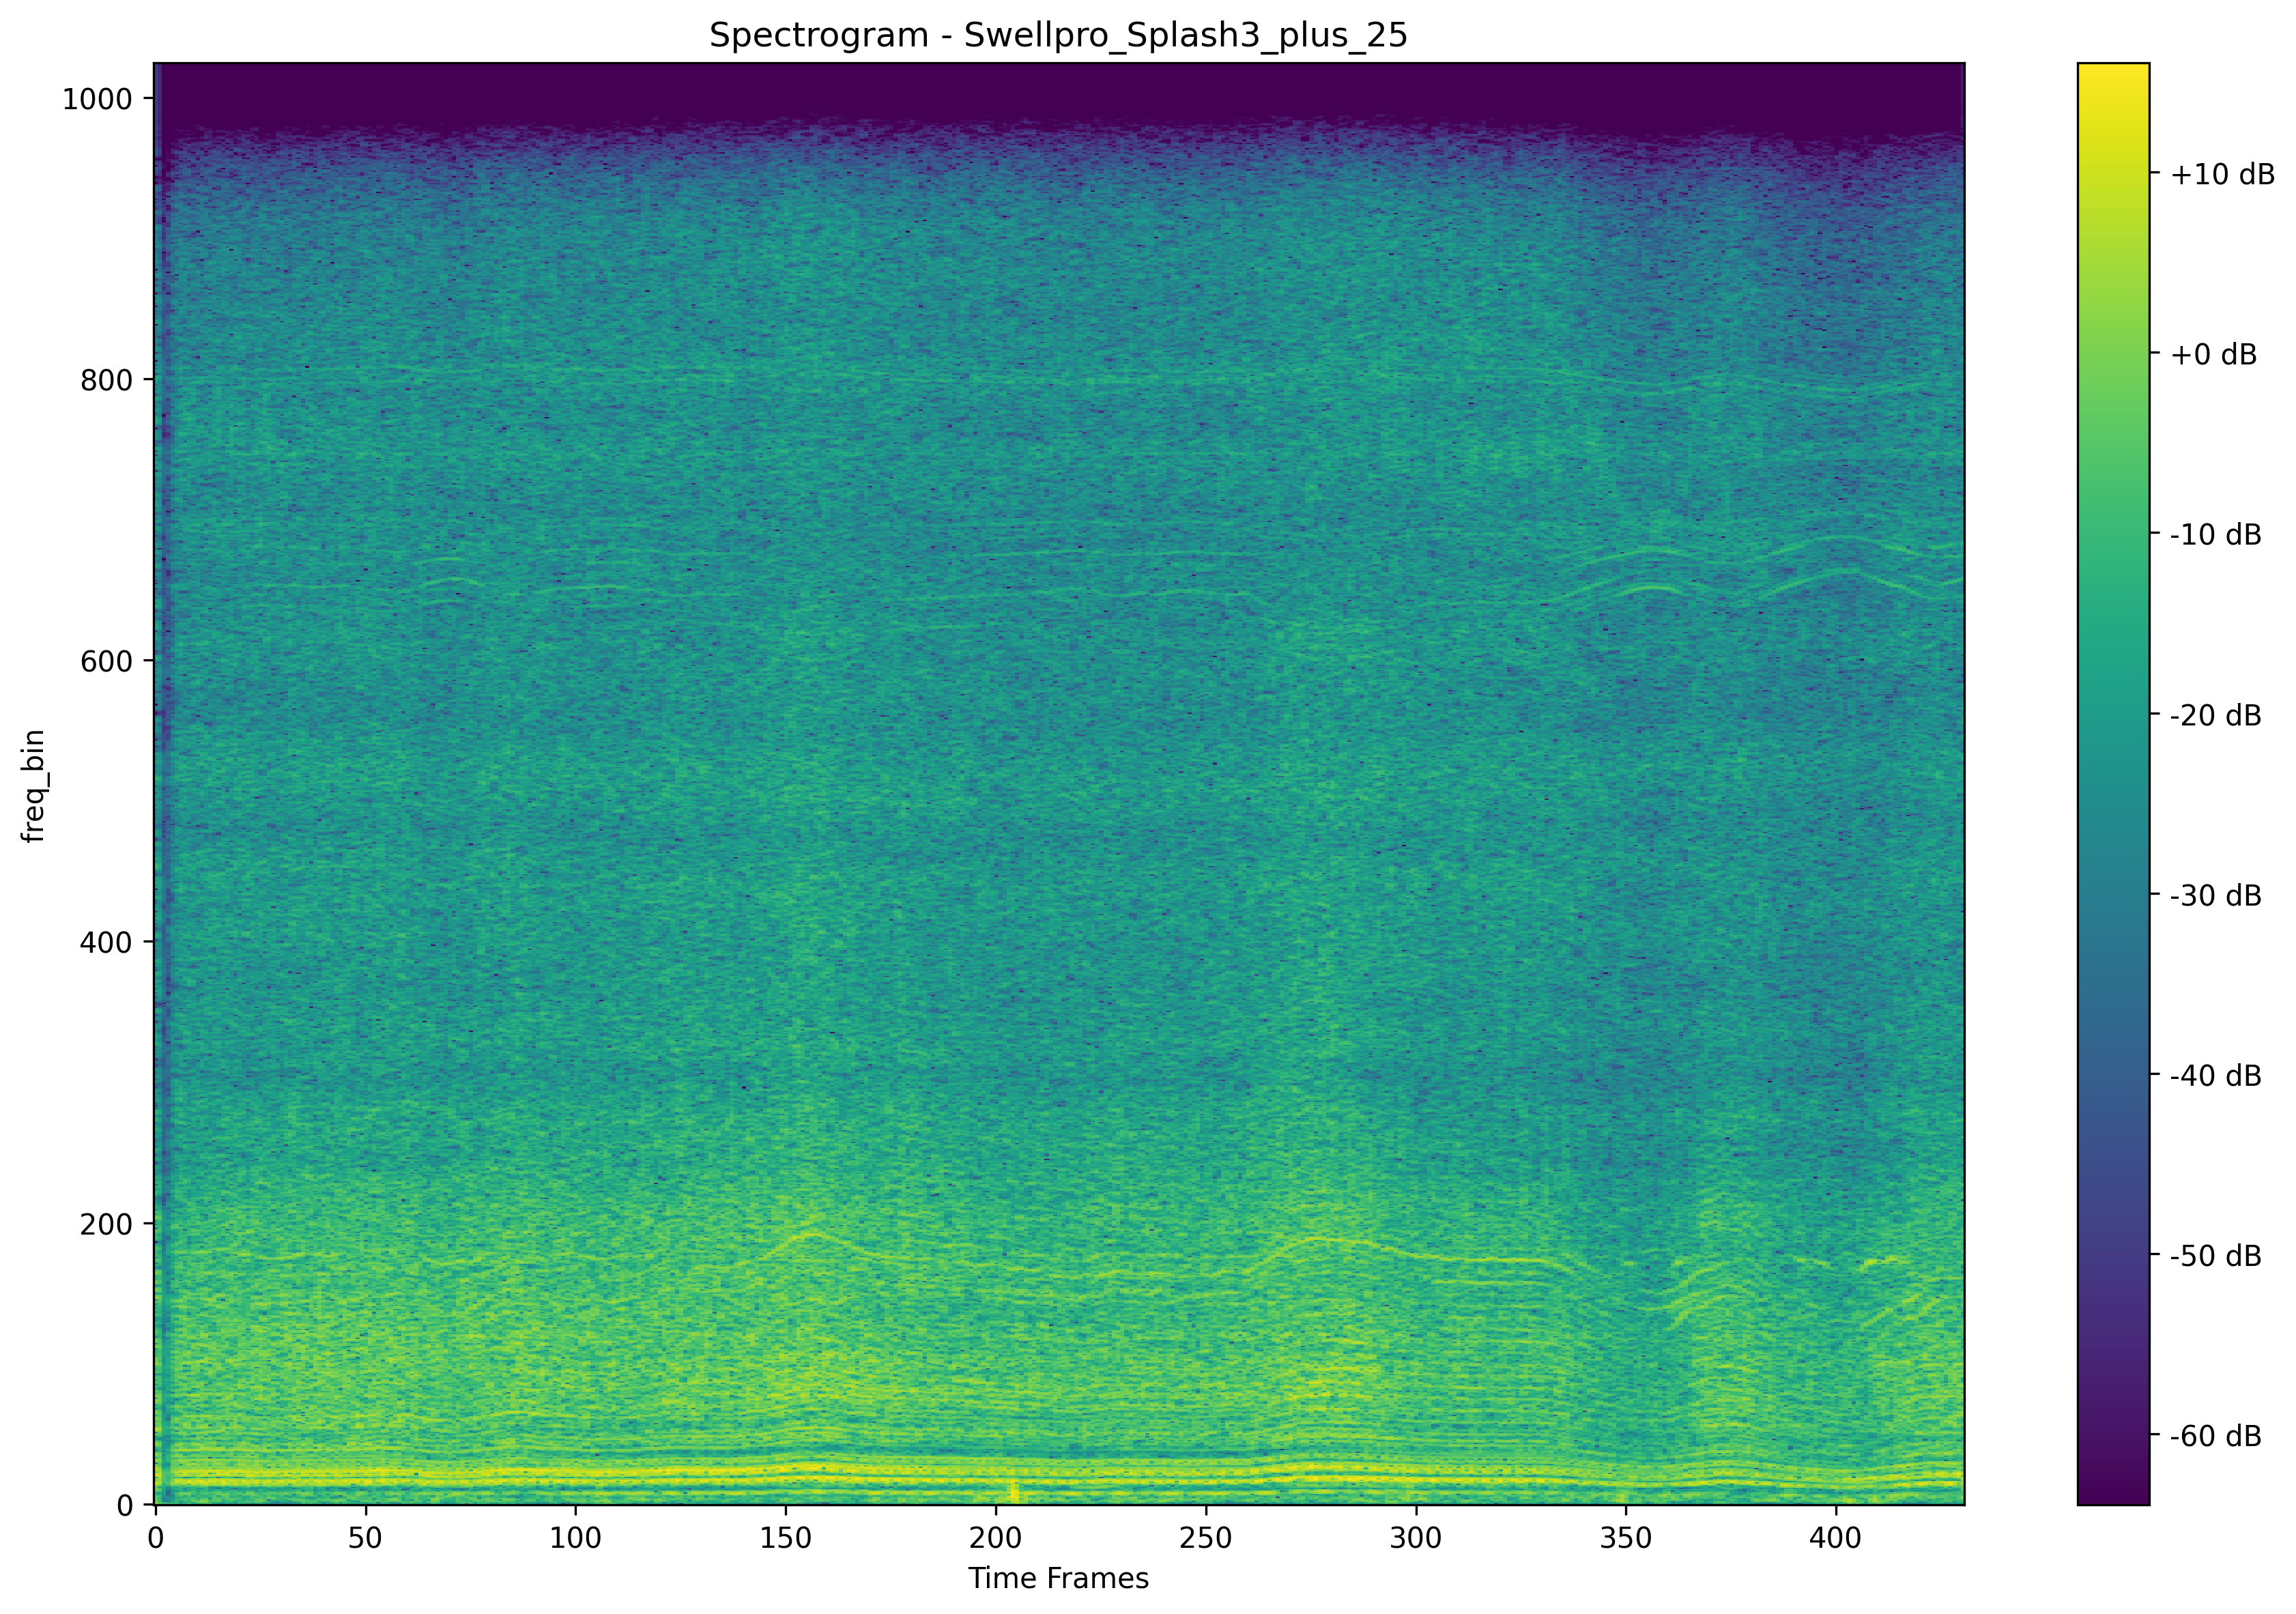 Spectrogram - Swellpro_Splash3_plus_25
1000
800
600
400
200
0
freq_bin
0 50 100 150 200 250 300 350 400
Time Frames
+10 dB
+0 dB
-10 dB
-20 dB
-30 dB
-40 dB
-50 dB
-60 dB